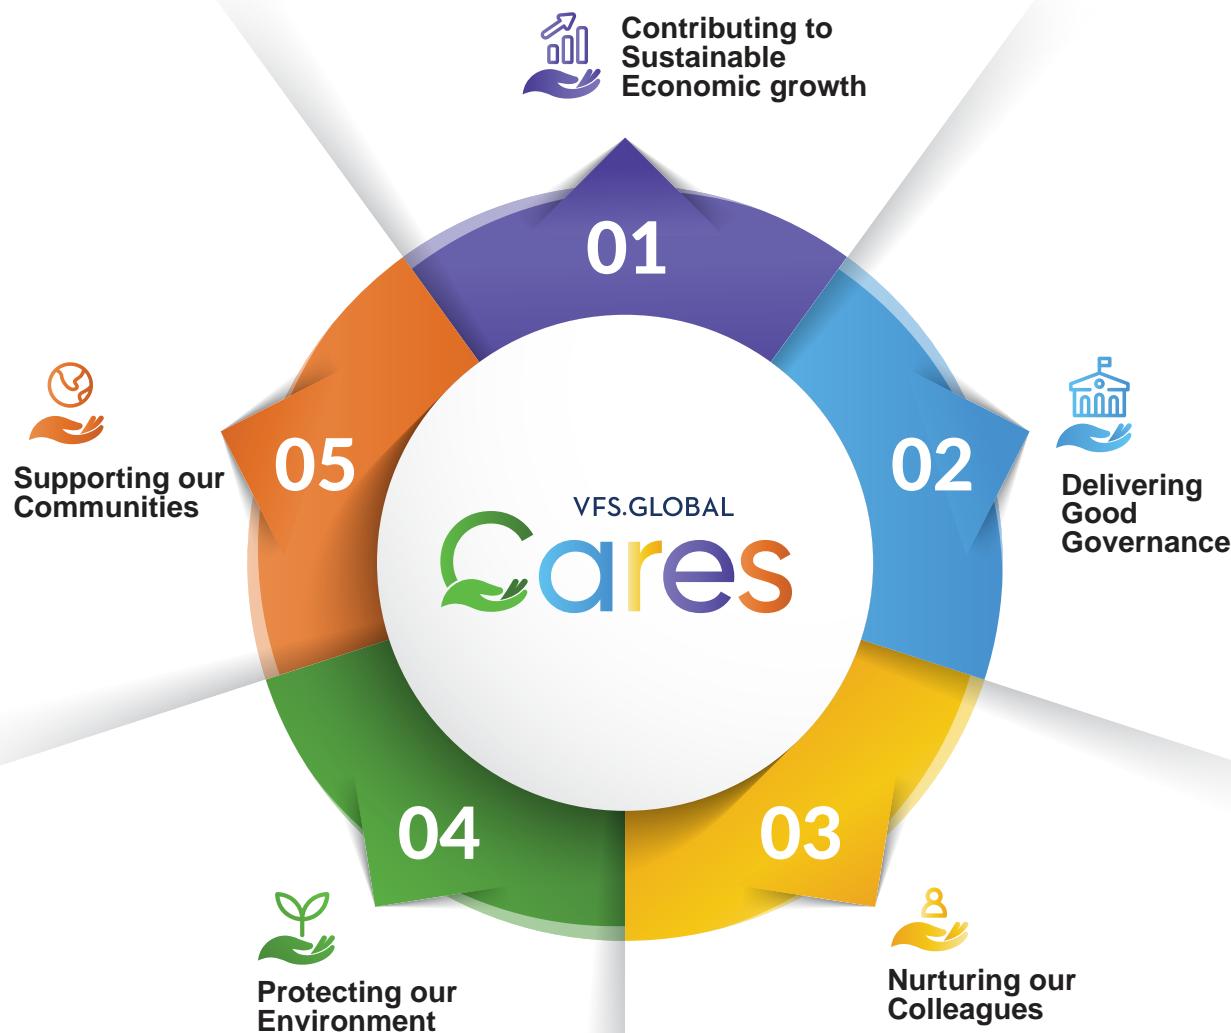 Contributing to
Sustainable
Economic growth
01
02
Delivering
Good
Governance
03
Nurturing our
Colleagues
04
Protecting our
Environment
05
Supporting our
Communities
VFS.GLOBAL
Cares